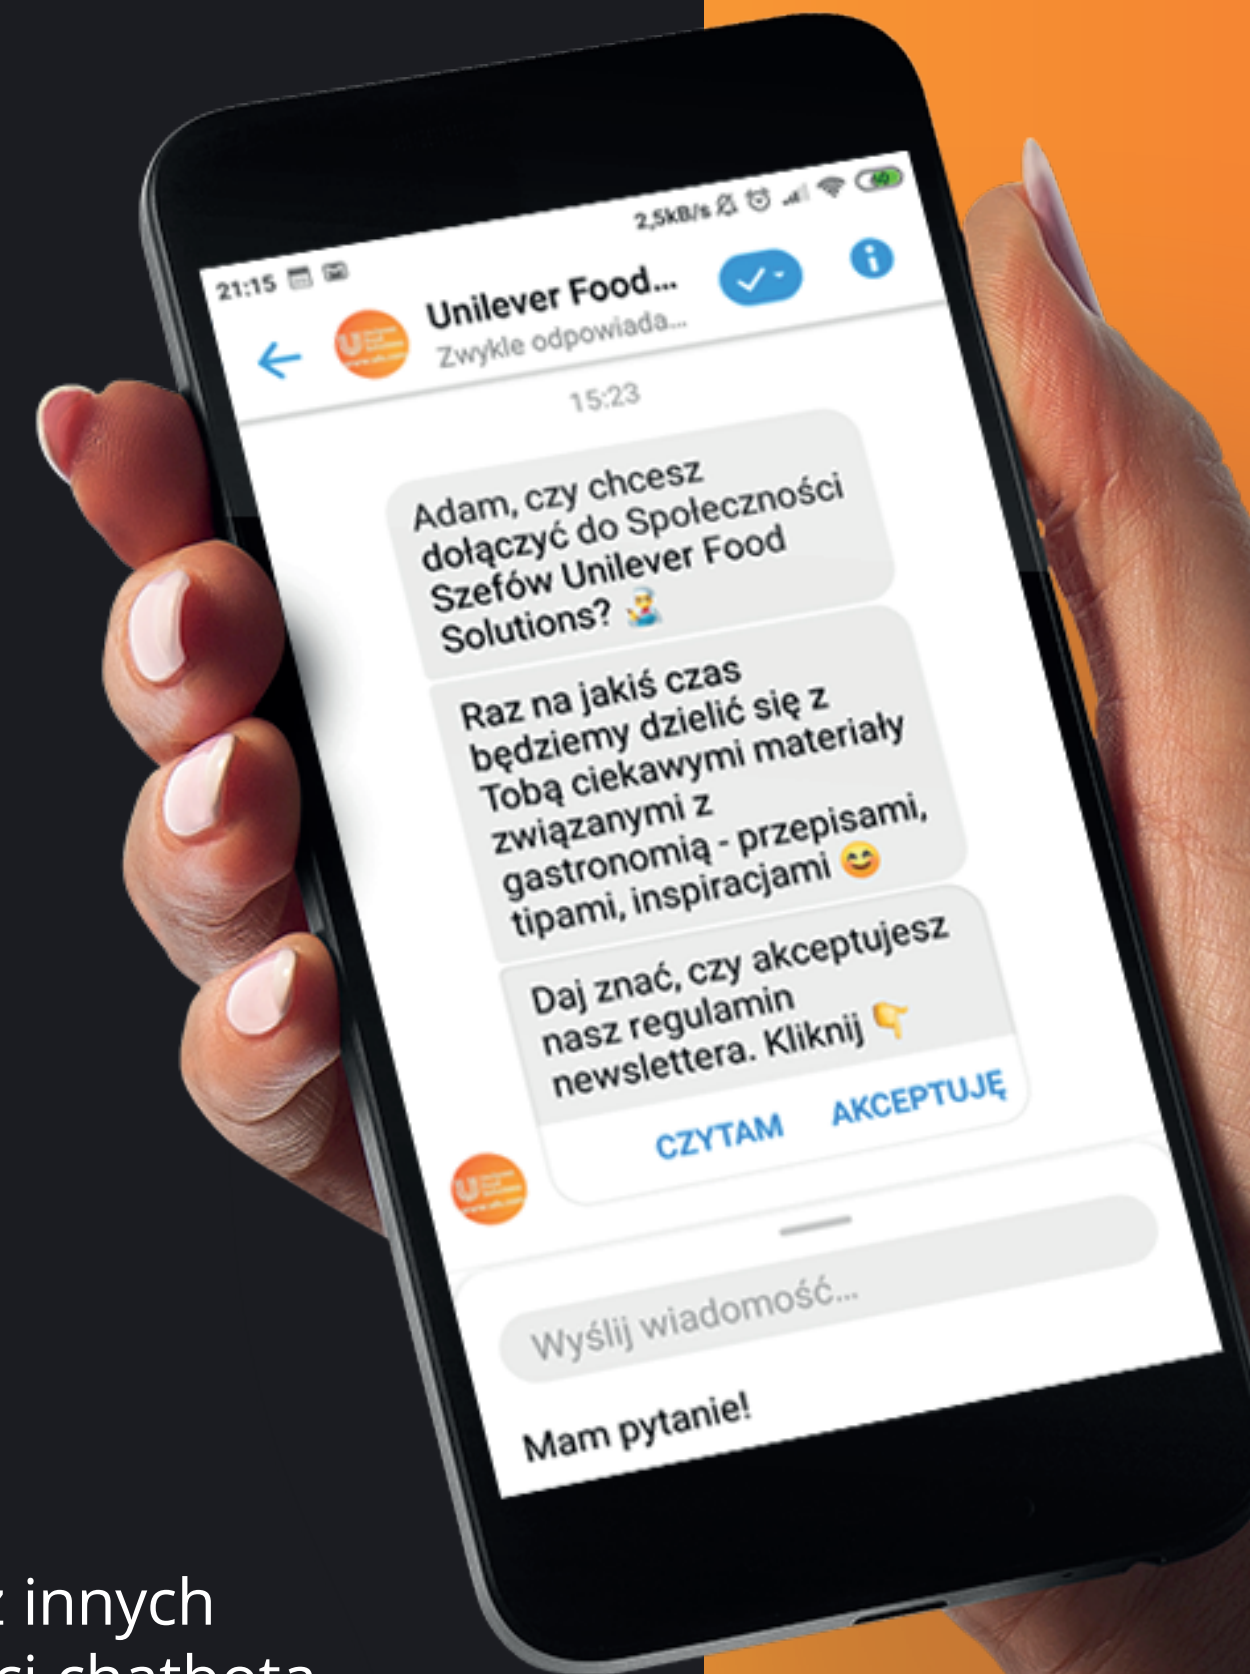 21:15
2,5kB/s
Unilever Food...
Zwykle odpowiada...
15:23
Adam, czy chcesz
dołączyć do Społeczności
Szefów Unilever Food
Solutions? 👨‍🍳
Raz na jakiś czas
będziemy dzielić się z
Tobą ciekawymi materiały
związanymi z
gastronomią - przepisami,
tipami, inspiracjami 😊
Daj znać, czy akceptujesz
nasz regulamin
newslettera. Kliknij 👇
CZYTAM AKCEPTUJĘ
Wyślij wiadomość...
Mam pytanie!
z innych
ci chatbota